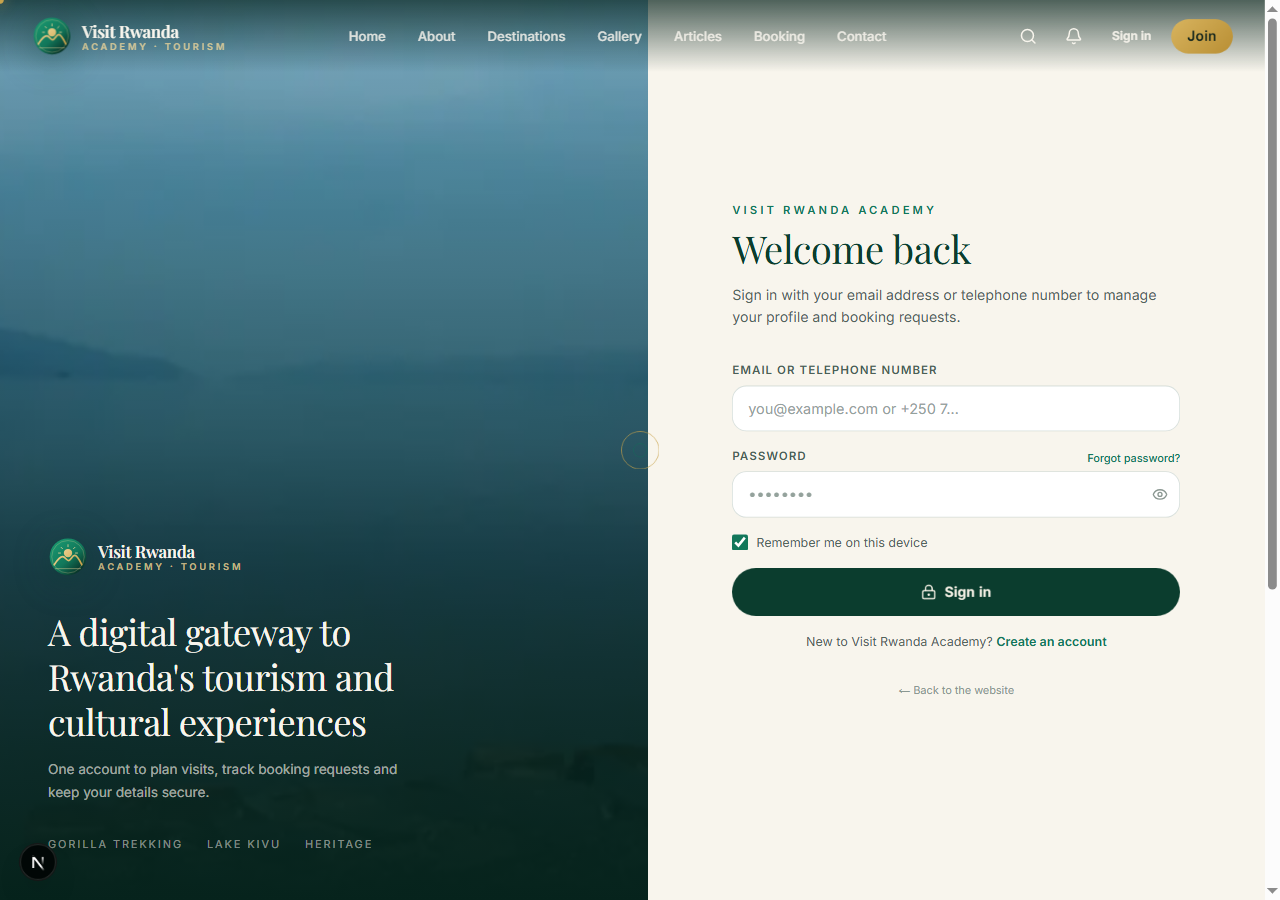 Visit Rwanda
ACADEMY · TOURISM
Home About Destinations Gallery Articles Booking Contact
Sign in
Join
Visit Rwanda
ACADEMY · TOURISM
A digital gateway to
Rwanda's tourism and
cultural experiences
One account to plan visits, track booking requests and
keep your details secure.
GORILLA TREKKING LAKE KIVU HERITAGE
N
VISIT RWANDA ACADEMY
Welcome back
Sign in with your email address or telephone number to manage
your profile and booking requests.
EMAIL OR TELEPHONE NUMBER
you@example.com or +250 7...
PASSWORD
Forgot password?
••••••••
Remember me on this device
Sign in
New to Visit Rwanda Academy? Create an account
← Back to the website